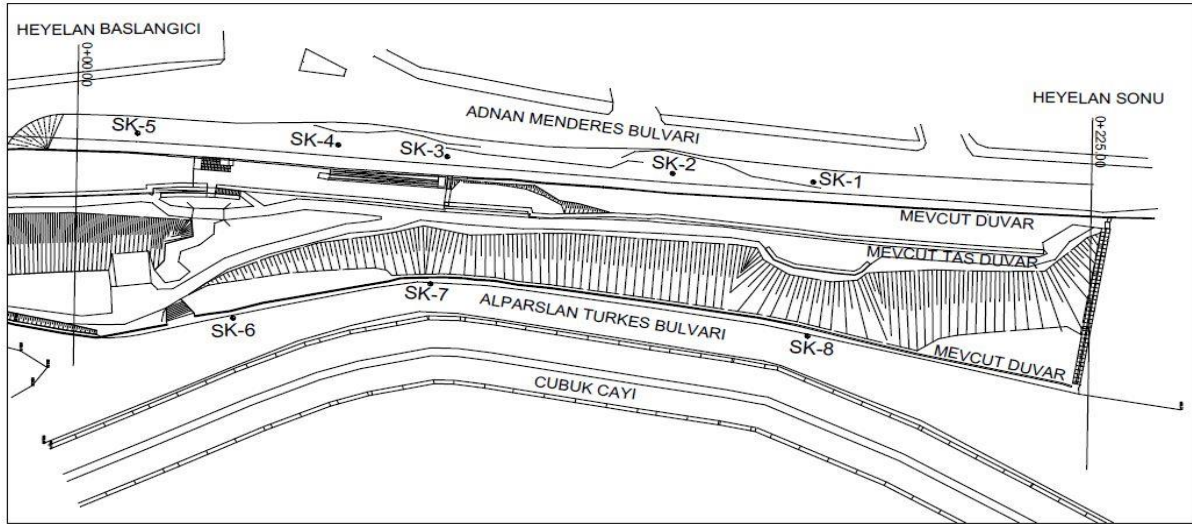 HEYELAN BASLANGICI
0+00.00
ADNAN MENDERES BULVARI
HEYELAN SONU
0+ 225.00
SK-5
SK-4
SK-3
SK-2
SK-1
MEVCUT DUVAR
MEVCUT TAS DUVAR
SK-7
ALPARSLAN TURKES BULVARI
SK-6
SK-8
MEVCUT DUVAR
CUBUK CAYI